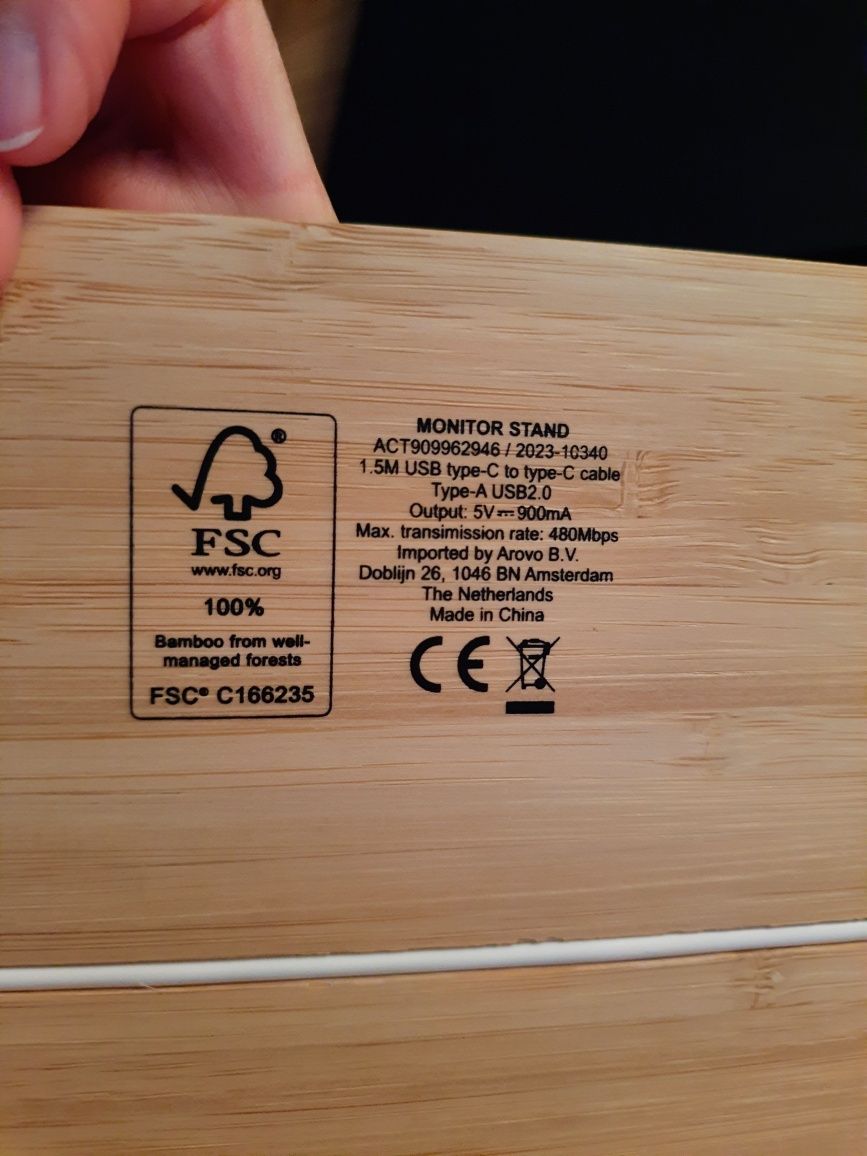 ®
FSC
www.fsc.org
100%
Bamboo from well-
managed forests
FSC® C166235
MONITOR STAND
ACT909962946 / 2023-10340
1.5M USB type-C to type-C cable
Type-A USB2.0
Output: 5V⎓900mA
Max. transimission rate: 480Mbps
Imported by Arovo B.V.
Doblijn 26, 1046 BN Amsterdam
The Netherlands
Made in China
CE